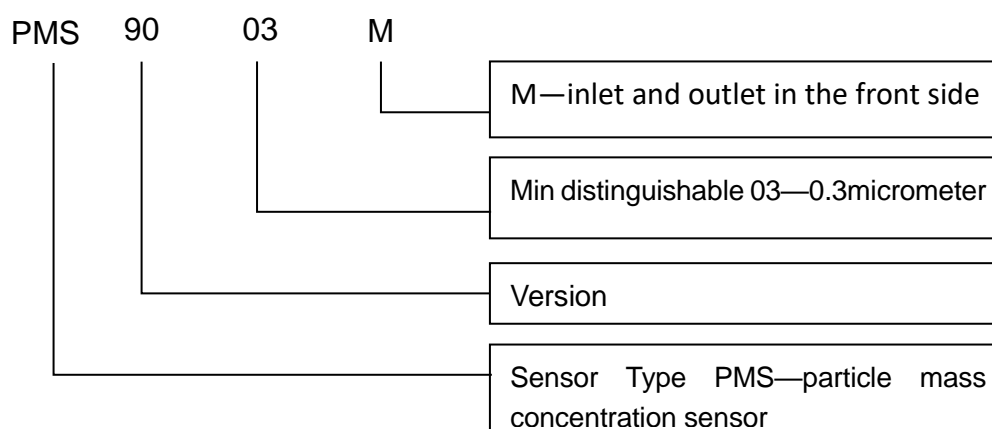 PMS 90 03 M
M—inlet and outlet in the front side
Min distinguishable 03—0.3micrometer
Version
Sensor Type PMS—particle mass
concentration sensor